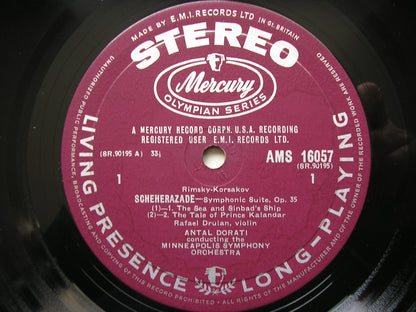 MADE BY E.M.I. RECORDS LTD IN GT. BRITAIN
STEREO
Mercury
OLYMPIAN SERIES
A MERCURY RECORD CORPN. U.S.A. RECORDING
REGISTERED USER E.M.I. RECORDS LTD.
(SR.90195 A) 33⅓
AMS 16057
(SR.90195)
1
1
Rimsky-Korsakov
SCHEHERAZADE—Symphonic Suite, Op. 35
(1)—1. The Sea and Sinbad's Ship
(2)—2. The Tale of Prince Kalandar
Rafael Druian, violin
ANTAL DORATI
conducting the
MINNEAPOLIS SYMPHONY
ORCHESTRA
LIVING PRESENCE
LONG—PLAYING
UNAUTHORIZED PUBLIC PERFORMANCE, BROADCASTING AND COPYING OF THIS RECORD PROHIBITED · ALL RIGHTS OF THE MANUFACTURER AND OF THE OWNER OF THE RECORDED WORK ARE RESERVED